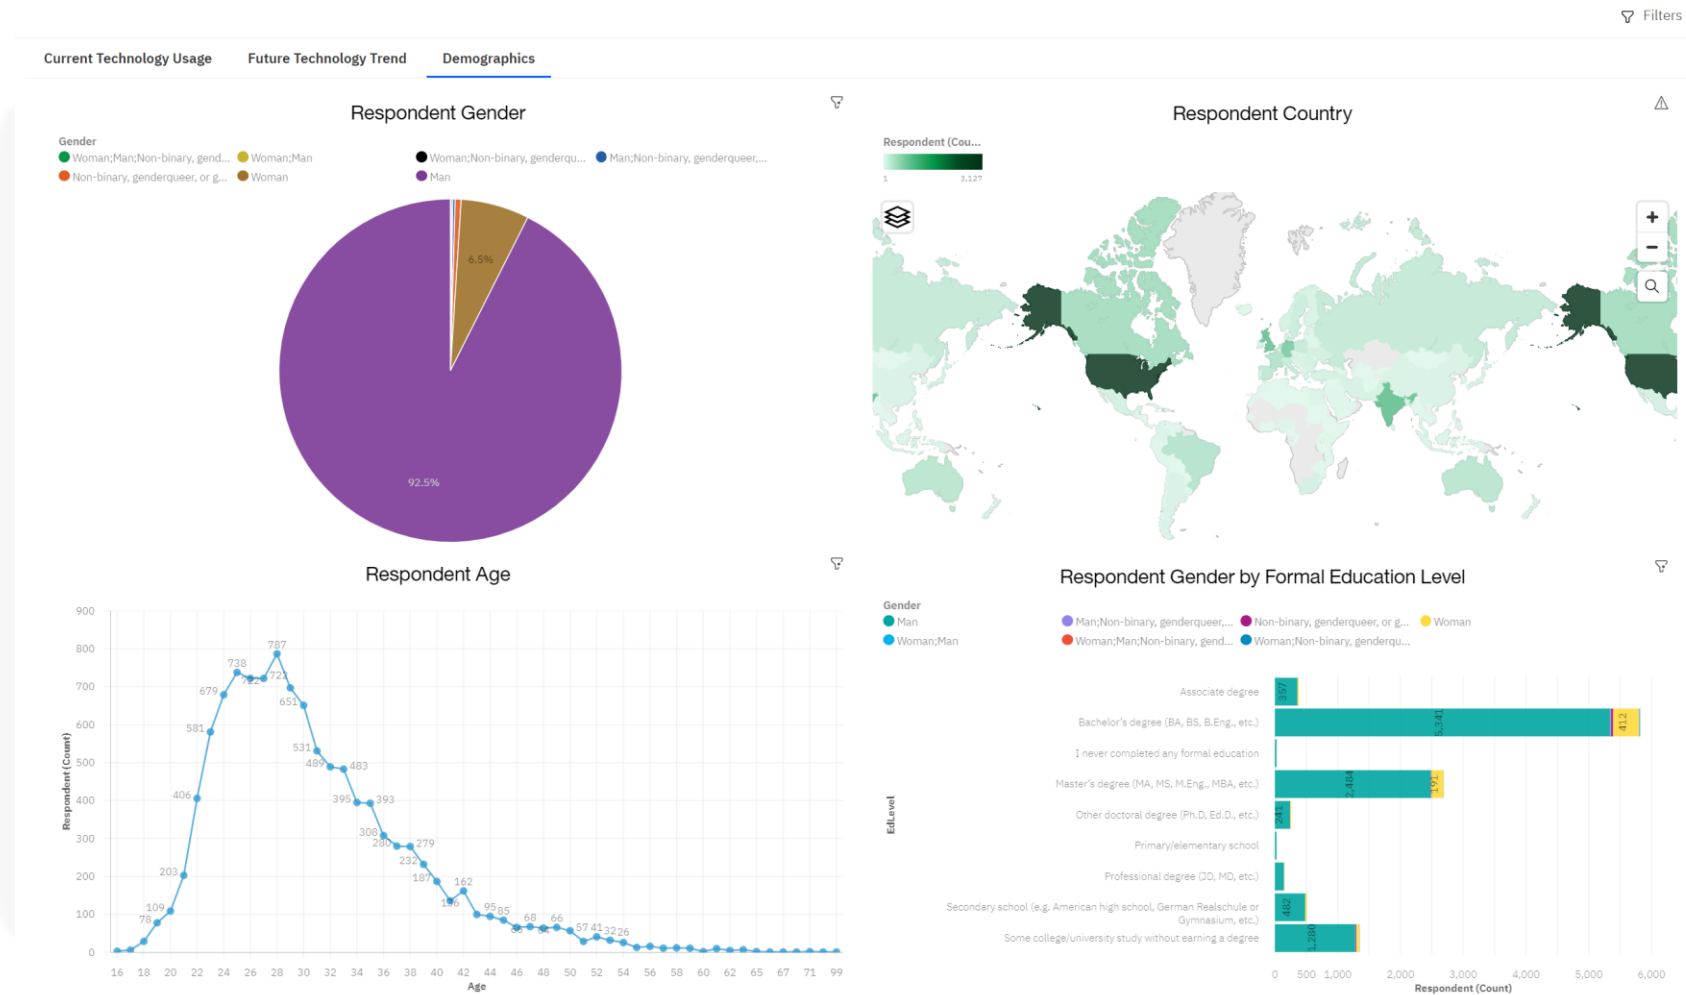 Filters
Current Technology Usage Future Technology Trend Demographics
Respondent Gender
Gender
Woman;Man;Non-binary, gend... Woman;Man Woman;Non-binary, genderqu... Man;Non-binary, genderqueer,...
Non-binary, genderqueer, or g... Woman Man
6.5%
92.5%
Respondent Country
Respondent (Cou...
1 3,127
Respondent Age
Respondent (Count)
900
800
700
600
500
400
300
200
100
0
78
109
203
406
581
679
738
722
787
651
531
489
483
395
393
308
280
279
232
187
136
162
95
85
68
66
57
41
32
26
16 18 20 22 24 26 28 30 32 34 36 38 40 42 44 46 48 50 52 54 56 58 60 62 65 67 71 99
Age
Respondent Gender by Formal Education Level
Gender
Man Man;Non-binary, genderqueer,... Non-binary, genderqueer, or g... Woman
Woman;Man Woman;Man;Non-binary, gend... Woman;Non-binary, genderqu...
EdLevel
Associate degree 357
Bachelor's degree (BA, BS, B.Eng., etc.) 5,341 412
I never completed any formal education
Master's degree (MA, MS, M.Eng., MBA, etc.) 2,484 191
Other doctoral degree (Ph.D, Ed.D., etc.) 241
Primary/elementary school
Professional degree (JD, MD, etc.)
Secondary school (e.g. American high school, German Realschule or
Gymnasium, etc.) 482
Some college/university study without earning a degree 1,280
0 500 1,000 2,000 3,000 4,000 5,000 6,000
Respondent (Count)